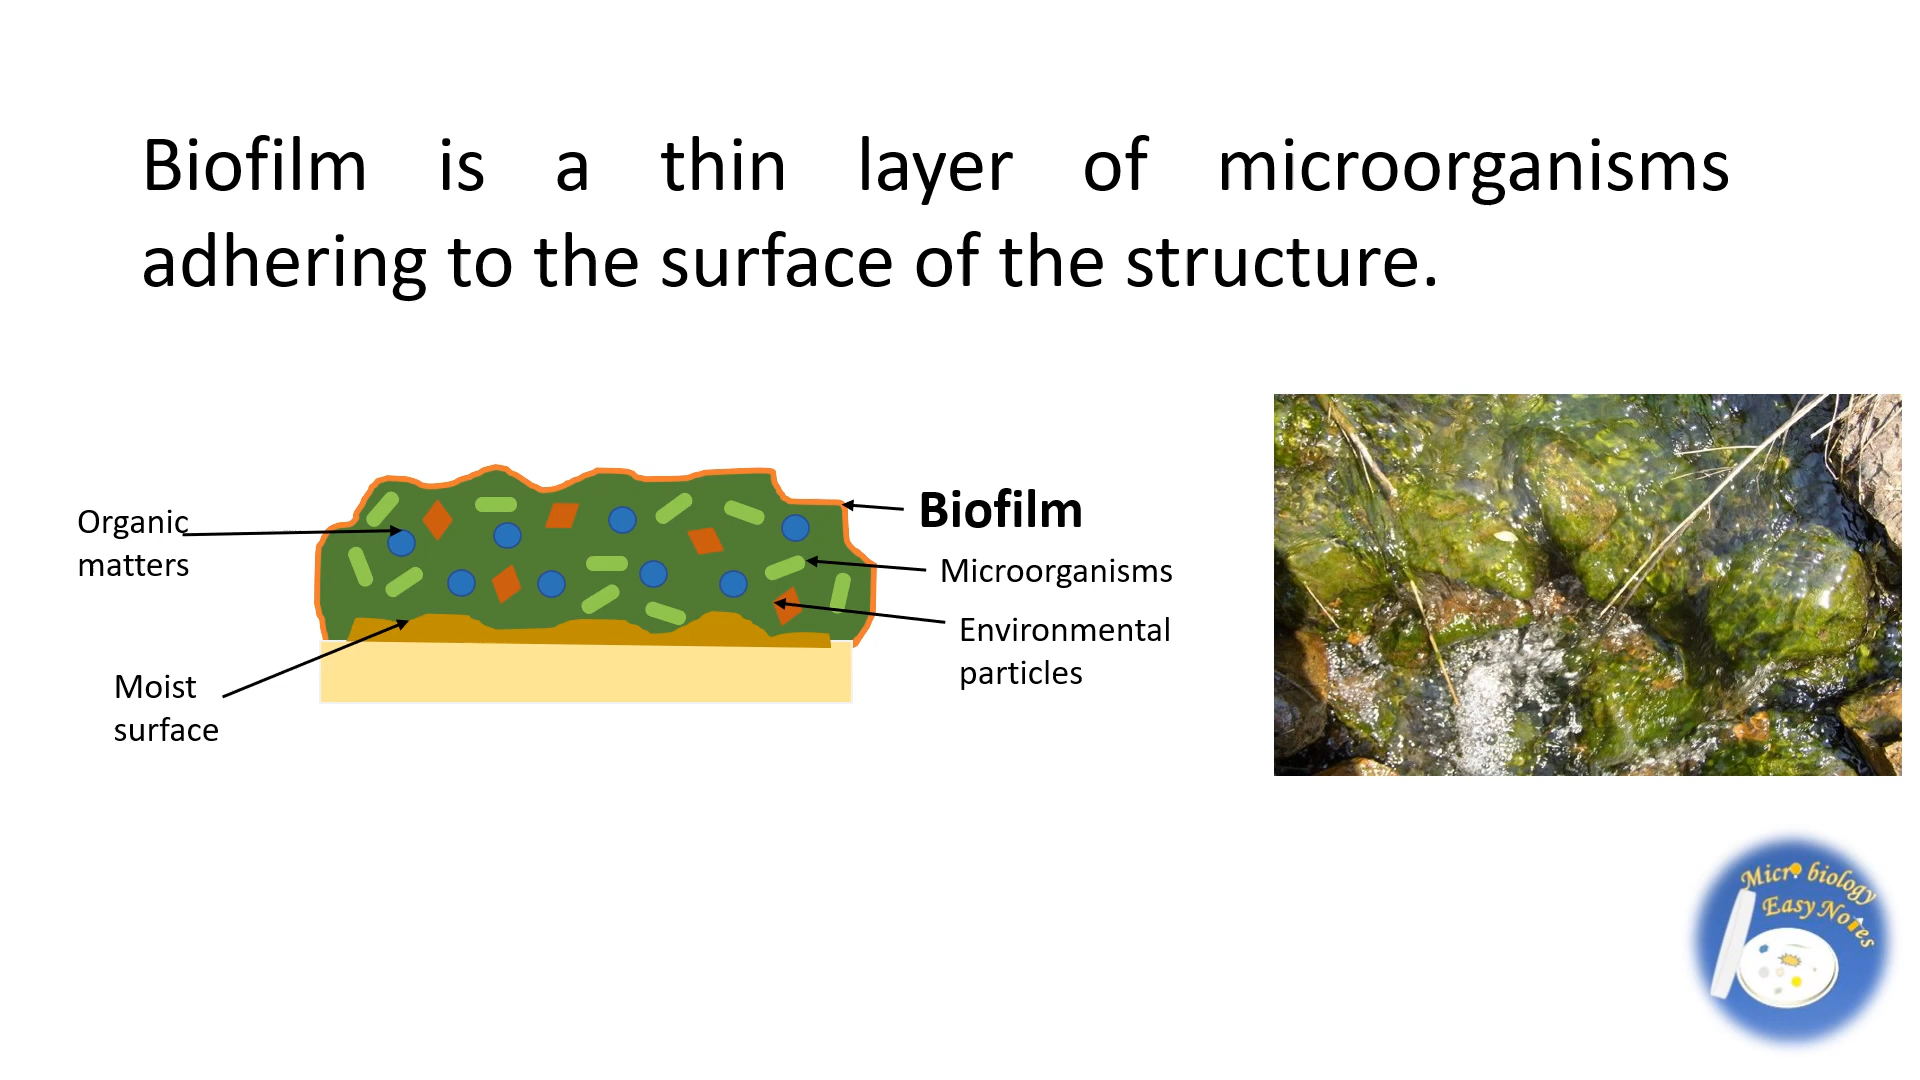 Biofilm is a thin layer of microorganisms
adhering to the surface of the structure.
Organic
matters
Moist
surface
Biofilm
Microorganisms
Environmental
particles
Micro biology
Easy Notes